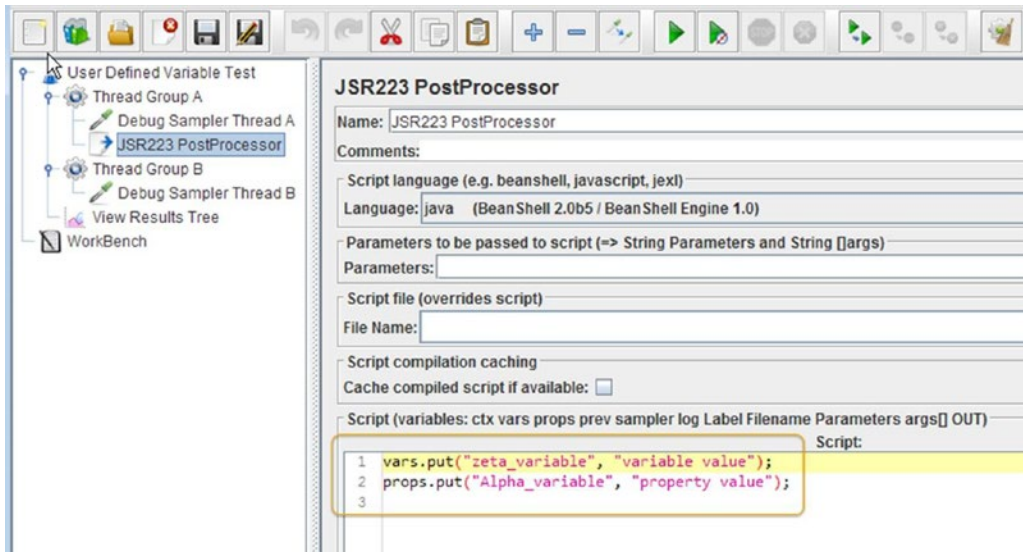 User Defined Variable Test
Thread Group A
Debug Sampler Thread A
JSR223 PostProcessor
Thread Group B
Debug Sampler Thread B
View Results Tree
WorkBench
JSR223 PostProcessor
Name: JSR223 PostProcessor
Comments:
Script language (e.g. beanshell, javascript, jexl)
Language: java (BeanShell 2.0b5 / BeanShell Engine 1.0)
Parameters to be passed to script (=> String Parameters and String []args)
Parameters:
Script file (overrides script)
File Name:
Script compilation caching
Cache compiled script if available:
Script (variables: ctx vars props prev sampler log Label Filename Parameters args[] OUT)
Script:
1 vars.put("zeta_variable", "variable value");
2 props.put("Alpha_variable", "property value");
3